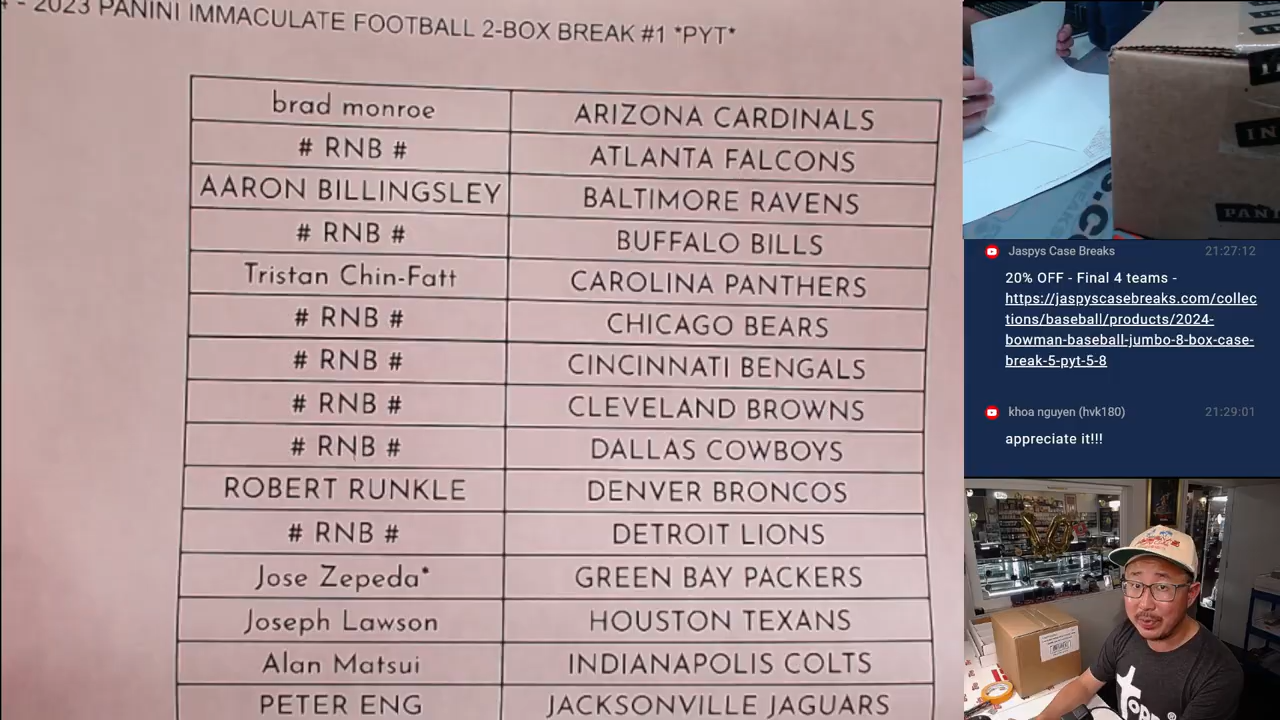 - 2023 PANINI IMMACULATE FOOTBALL 2-BOX BREAK #1 *PYT*
brad monroe ARIZONA CARDINALS
# RNB # ATLANTA FALCONS
AARON BILLINGSLEY BALTIMORE RAVENS
# RNB # BUFFALO BILLS
Tristan Chin-Fatt CAROLINA PANTHERS
# RNB # CHICAGO BEARS
# RNB # CINCINNATI BENGALS
# RNB # CLEVELAND BROWNS
# RNB # DALLAS COWBOYS
ROBERT RUNKLE DENVER BRONCOS
# RNB # DETROIT LIONS
Jose Zepeda* GREEN BAY PACKERS
Joseph Lawson HOUSTON TEXANS
Alan Matsui INDIANAPOLIS COLTS
PETER ENG JACKSONVILLE JAGUARS
Jaspys Case Breaks 21:27:12
20% OFF - Final 4 teams -
https://jaspyscasebreaks.com/collec
tions/baseball/products/2024-
bowman-baseball-jumbo-8-box-case-
break-5-pyt-5-8
khoa nguyen (hvk180) 21:29:01
appreciate it!!!